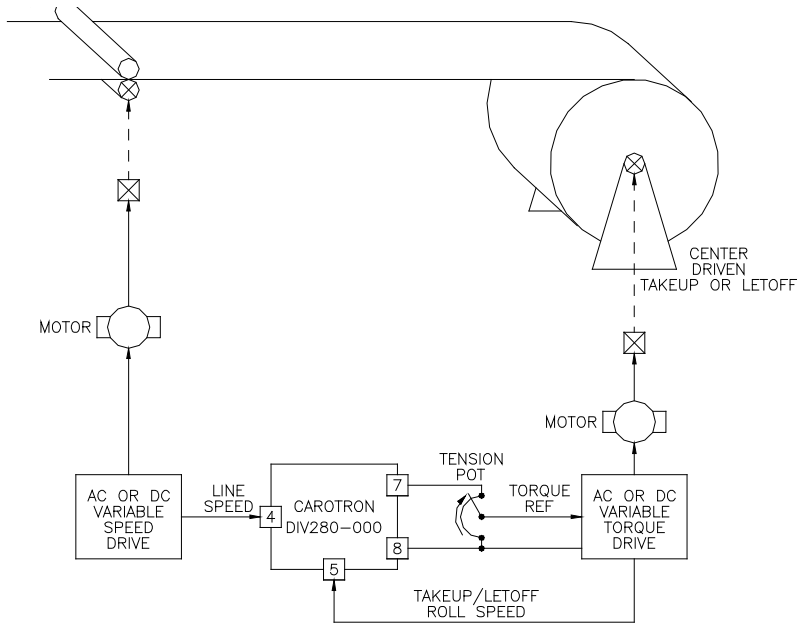 CENTER
DRIVEN
TAKEUP OR LETOFF
MOTOR
MOTOR
AC OR DC
VARIABLE
SPEED
DRIVE
LINE
SPEED
4
CAROTRON
DIV280-000
7
8
5
TENSION
POT
TORQUE
REF
AC OR DC
VARIABLE
TORQUE
DRIVE
TAKEUP/LETOFF
ROLL SPEED